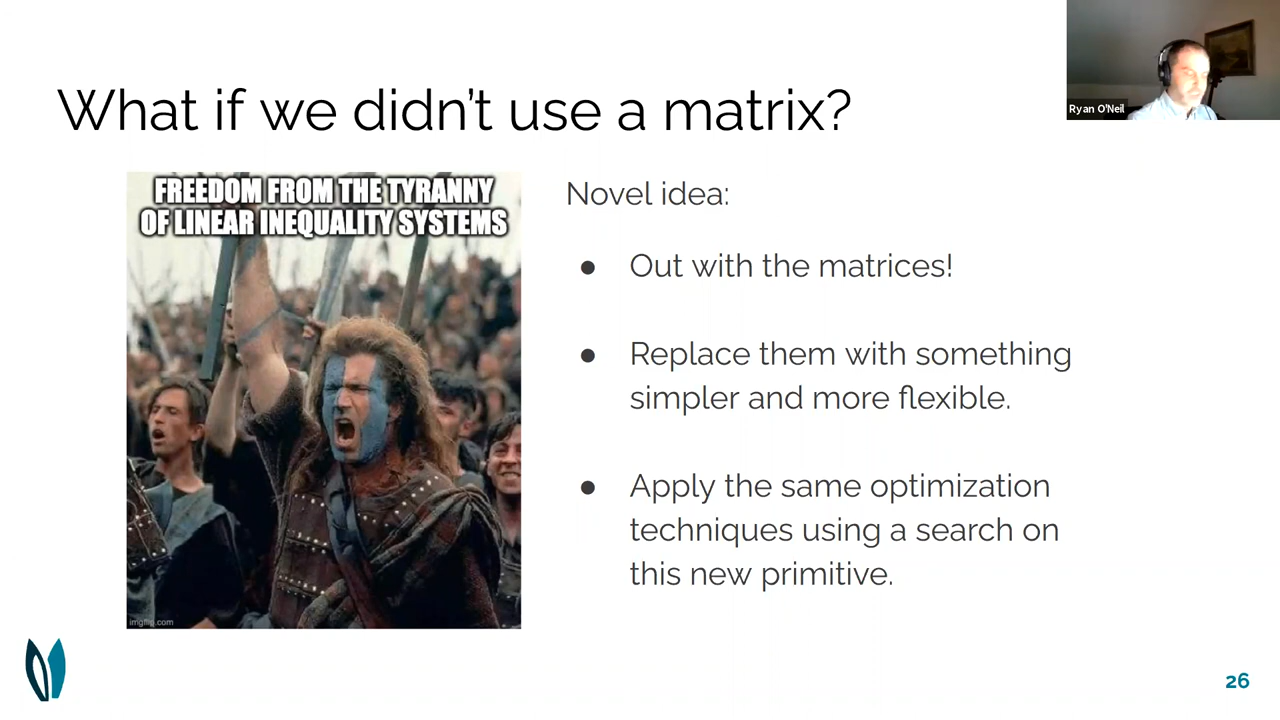 What if we didn't use a matrix?
Ryan O'Neil
FREEDOM FROM THE TYRANNY
OF LINEAR INEQUALITY SYSTEMS
imgflip.com
Novel idea:
● Out with the matrices!
● Replace them with something
simpler and more flexible.
● Apply the same optimization
techniques using a search on
this new primitive.
26